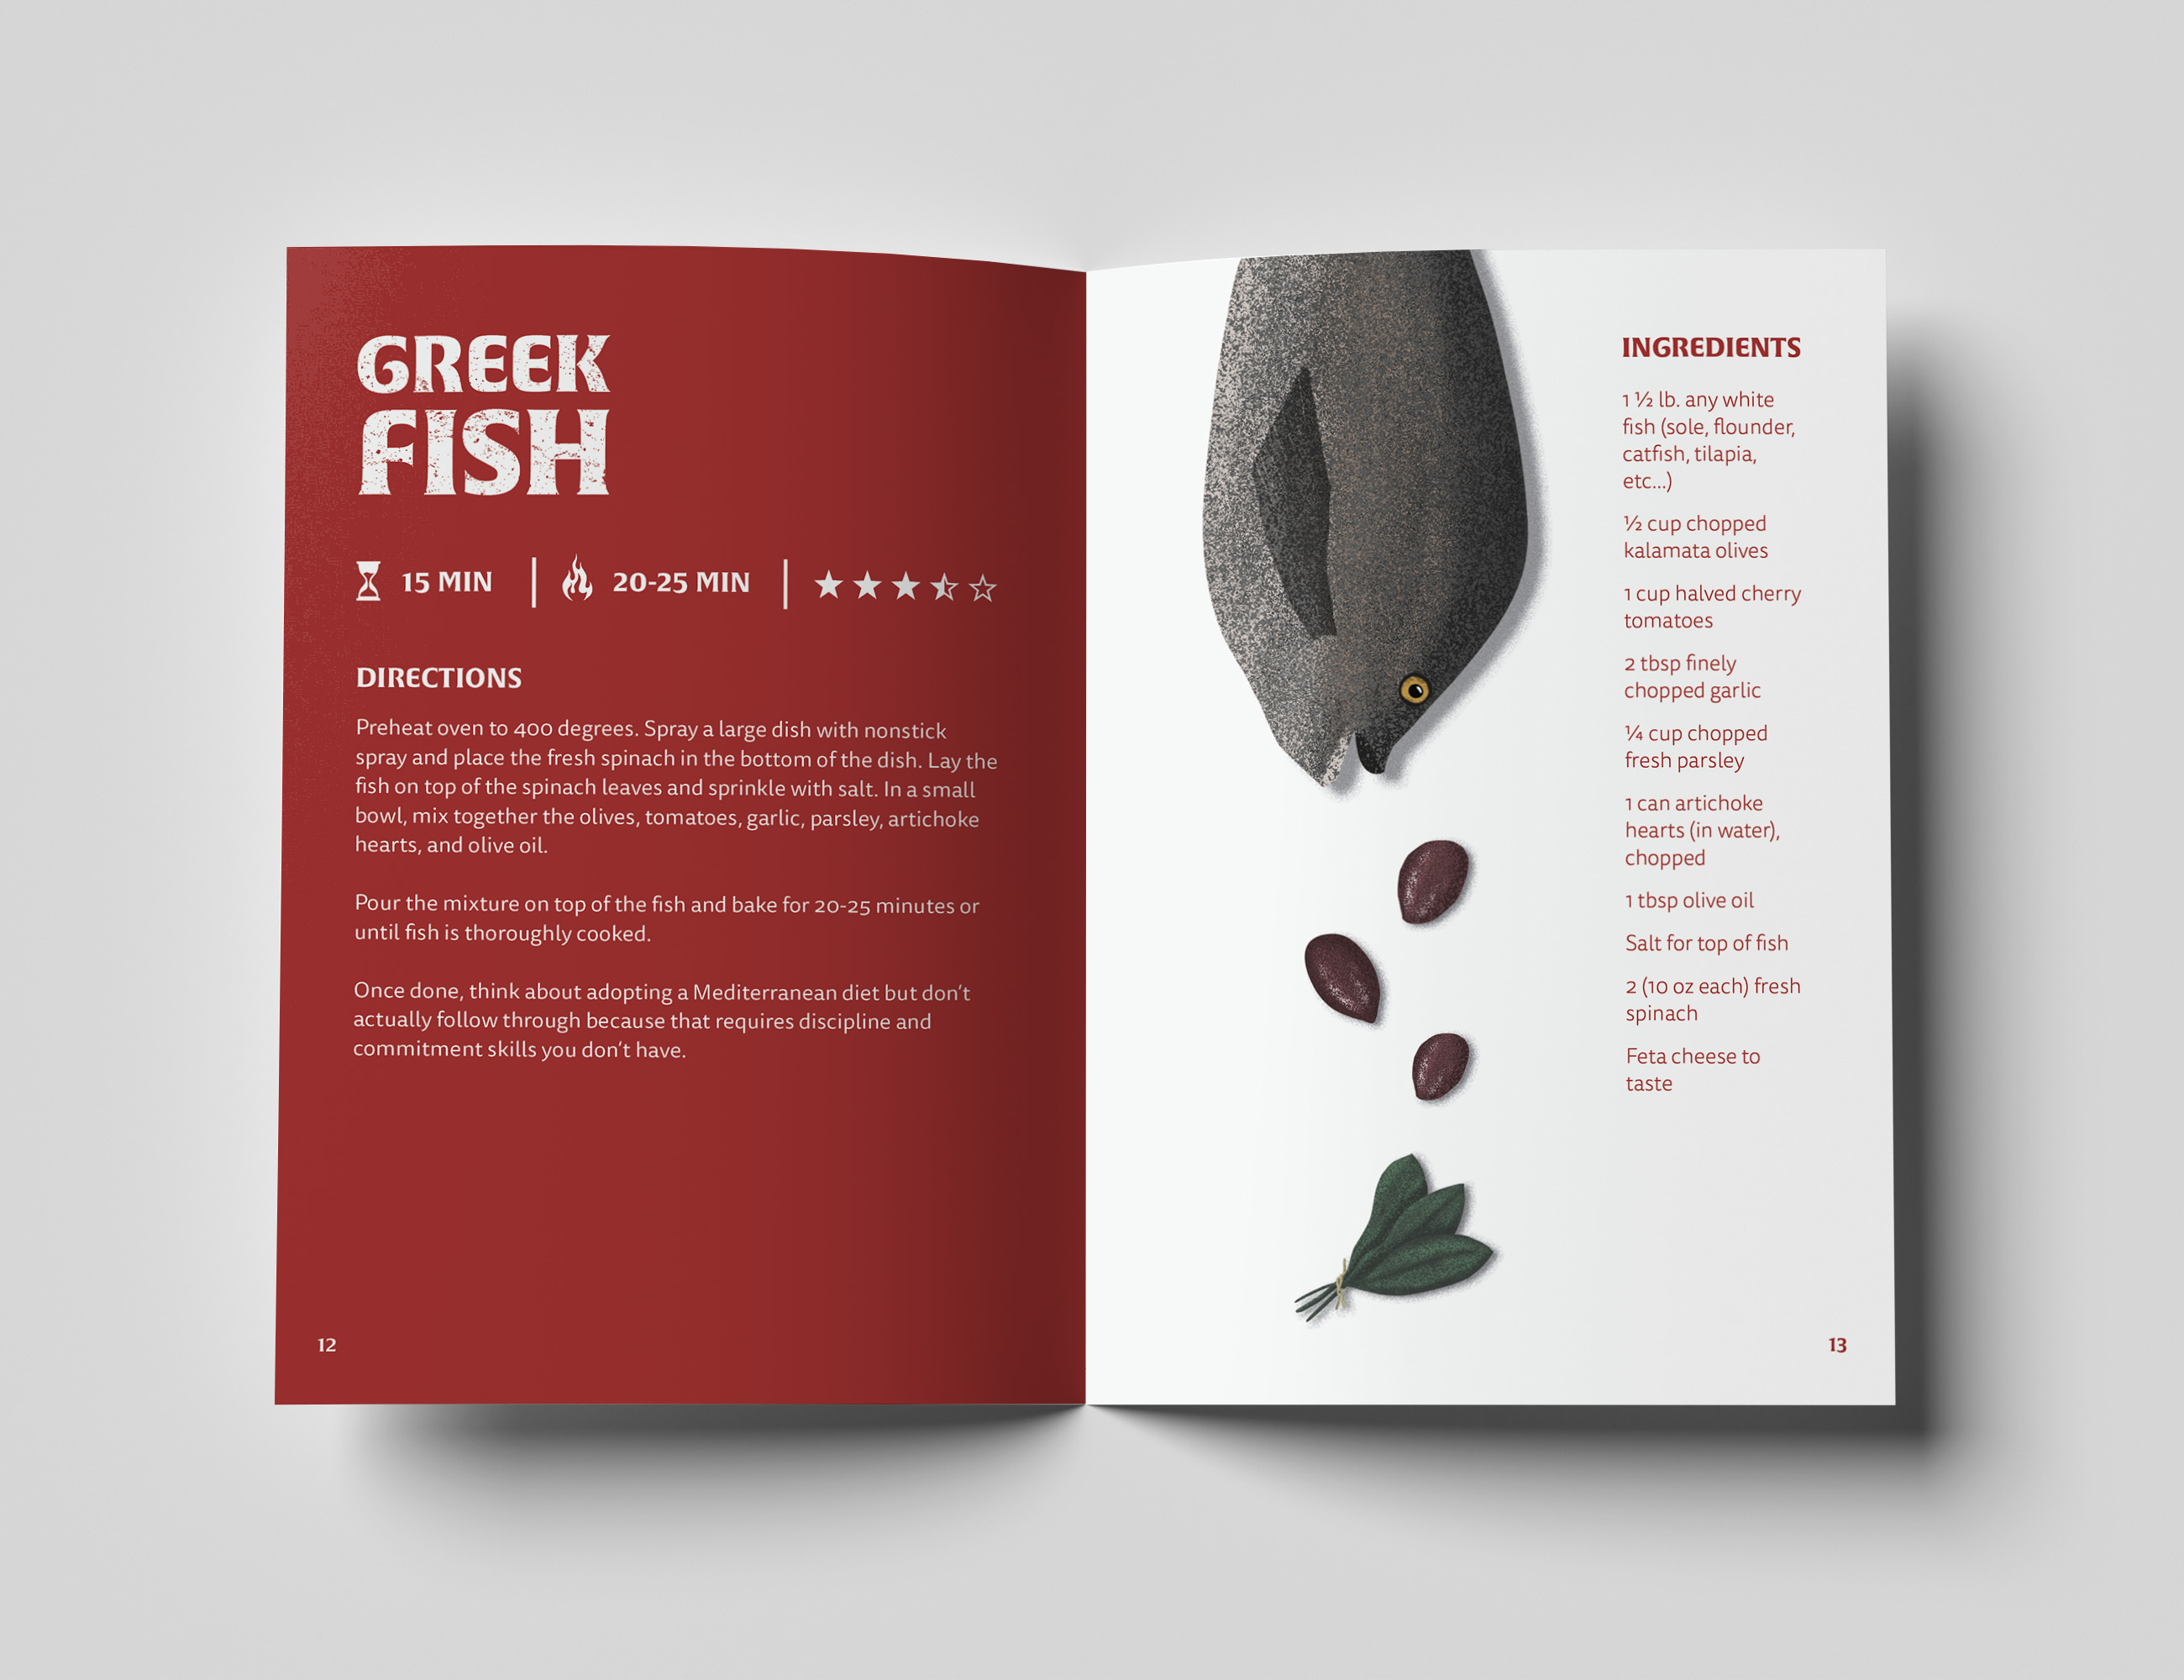 GREEK
FISH
15 MIN | 20-25 MIN |
DIRECTIONS
Preheat oven to 400 degrees. Spray a large dish with nonstick
spray and place the fresh spinach in the bottom of the dish. Lay the
fish on top of the spinach leaves and sprinkle with salt. In a small
bowl, mix together the olives, tomatoes, garlic, parsley, artichoke
hearts, and olive oil.
Pour the mixture on top of the fish and bake for 20-25 minutes or
until fish is thoroughly cooked.
Once done, think about adopting a Mediterranean diet but don't
actually follow through because that requires discipline and
commitment skills you don't have.
12
INGREDIENTS
1 ½ lb. any white
fish (sole, flounder,
catfish, tilapia,
etc...)
½ cup chopped
kalamata olives
1 cup halved cherry
tomatoes
2 tbsp finely
chopped garlic
¼ cup chopped
fresh parsley
1 can artichoke
hearts (in water),
chopped
1 tbsp olive oil
Salt for top of fish
2 (10 oz each) fresh
spinach
Feta cheese to
taste
13